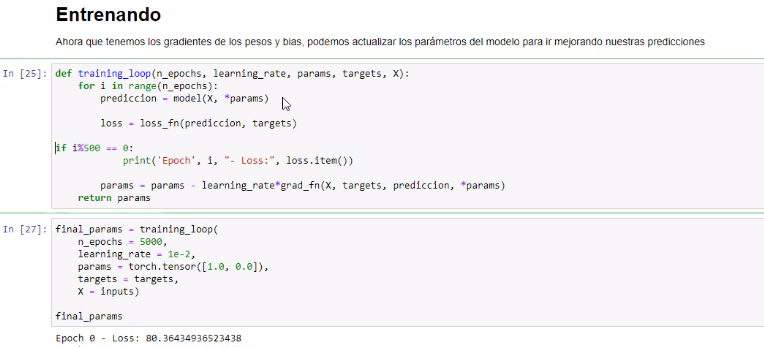 Entrenando
Ahora que tenemos los gradientes de los pesos y bias, podemos actualizar los parámetros del modelo para ir mejorando nuestras predicciones
In [25]: def training_loop(n_epochs, learning_rate, params, targets, X):
for i in range(n_epochs):
prediccion = model(X, *params)
loss = loss_fn(prediccion, targets)
if i%500 == 0:
print('Epoch', i, "- Loss:", loss.item())
params = params - learning_rate*grad_fn(X, targets, prediccion, *params)
return params
In [27]: final_params = training_loop(
n_epochs = 5000,
learning_rate = 1e-2,
params = torch.tensor([1.0, 0.0]),
targets = targets,
X = inputs)
final_params
Epoch 0 - Loss: 80.36434936523438